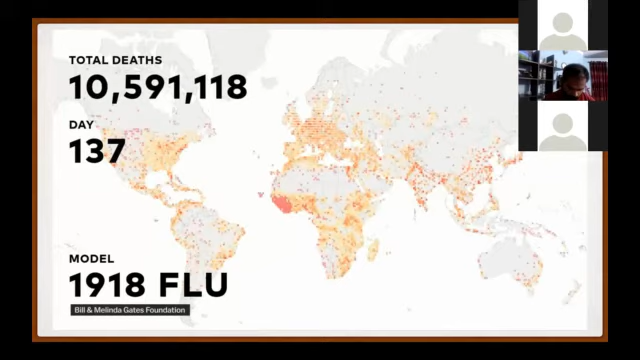 TOTAL DEATHS
10,591,118
DAY
137
MODEL
1918 FLU
Bill & Melinda Gates Foundation